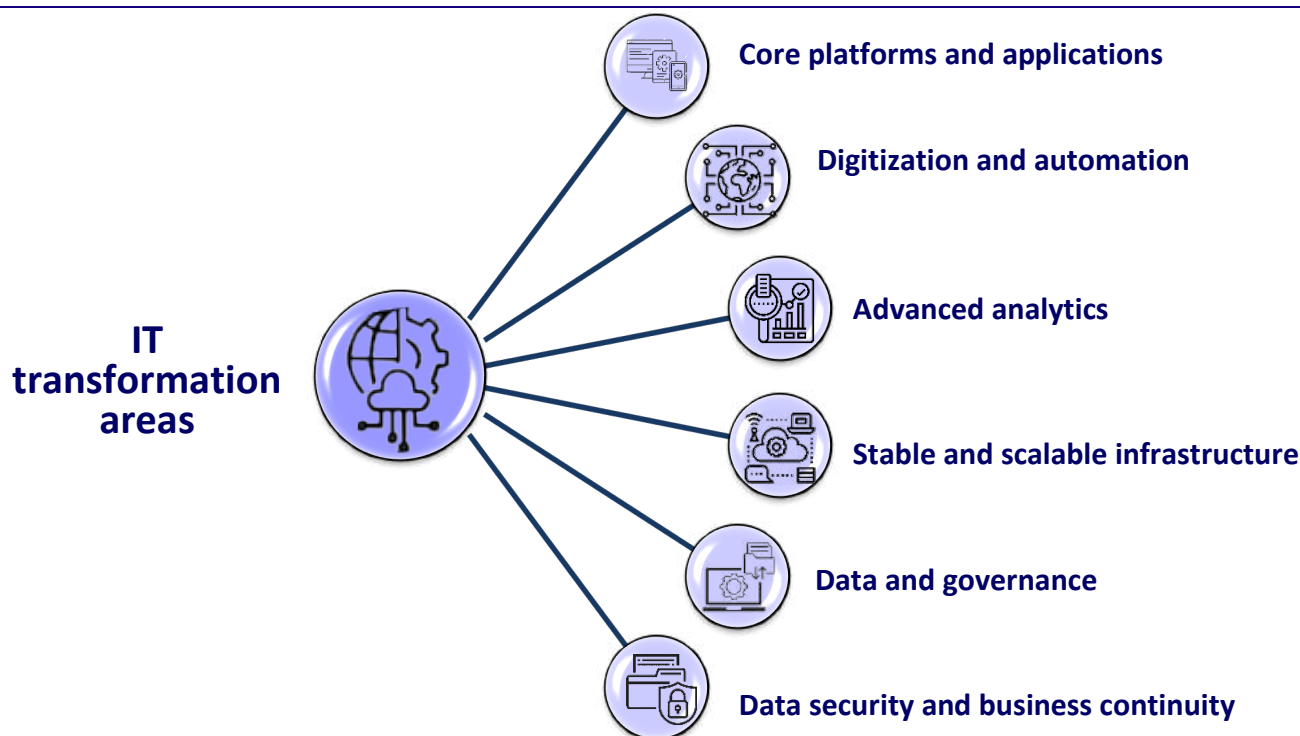 Core platforms and applications
Digitization and automation
Advanced analytics
IT
transformation
areas
Stable and scalable infrastructure
Data and governance
Data security and business continuity